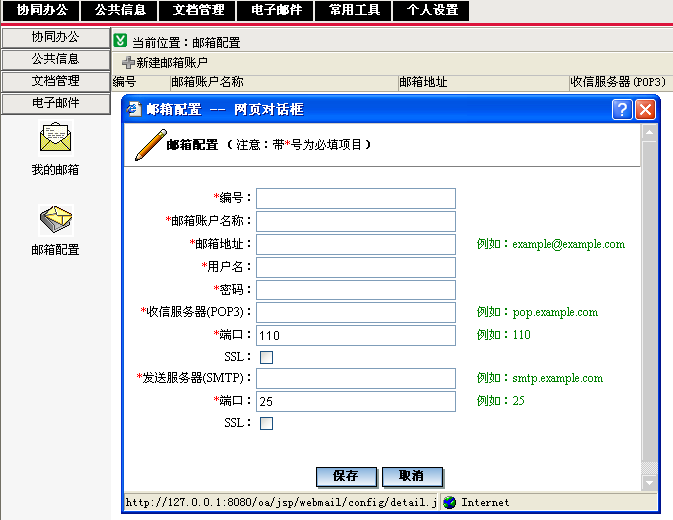 协同办公 公共信息 文档管理 电子邮件 常用工具 个人设置
协同办公
公共信息
文档管理
电子邮件
我的邮箱
邮箱配置
当前位置：邮箱配置
新建邮箱账户
编号 邮箱账户名称 邮箱地址 收信服务器(POP3)
邮箱配置 -- 网页对话框
邮箱配置（注意：带*号为必填项目）
*编号：
*邮箱账户名称：
*邮箱地址： 例如：example@example.com
*用户名：
*密码：
*收信服务器(POP3)： 例如：pop.example.com
*端口： 110 例如：110
SSL：
*发送服务器(SMTP)： 例如：smtp.example.com
*端口： 25 例如：25
SSL：
保存 取消
http://127.0.0.1:8080/oa/jsp/webmail/config/detail.j Internet